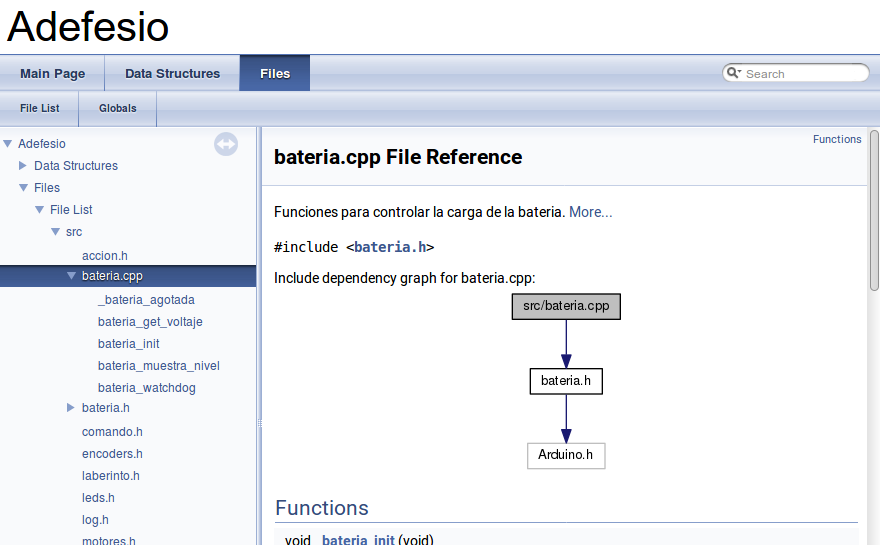 Adefesio
Main Page Data Structures Files Search
File List Globals
Adefesio
Data Structures
Files
File List
src
accion.h
bateria.cpp
_bateria_agotada
bateria_get_voltaje
bateria_init
bateria_muestra_nivel
bateria_watchdog
bateria.h
comando.h
encoders.h
laberinto.h
leds.h
log.h
motores.h
Functions
bateria.cpp File Reference
Funciones para controlar la carga de la bateria. More...
#include <bateria.h>
Include dependency graph for bateria.cpp:
src/bateria.cpp
bateria.h
Arduino.h
Functions
void bateria_init (void)